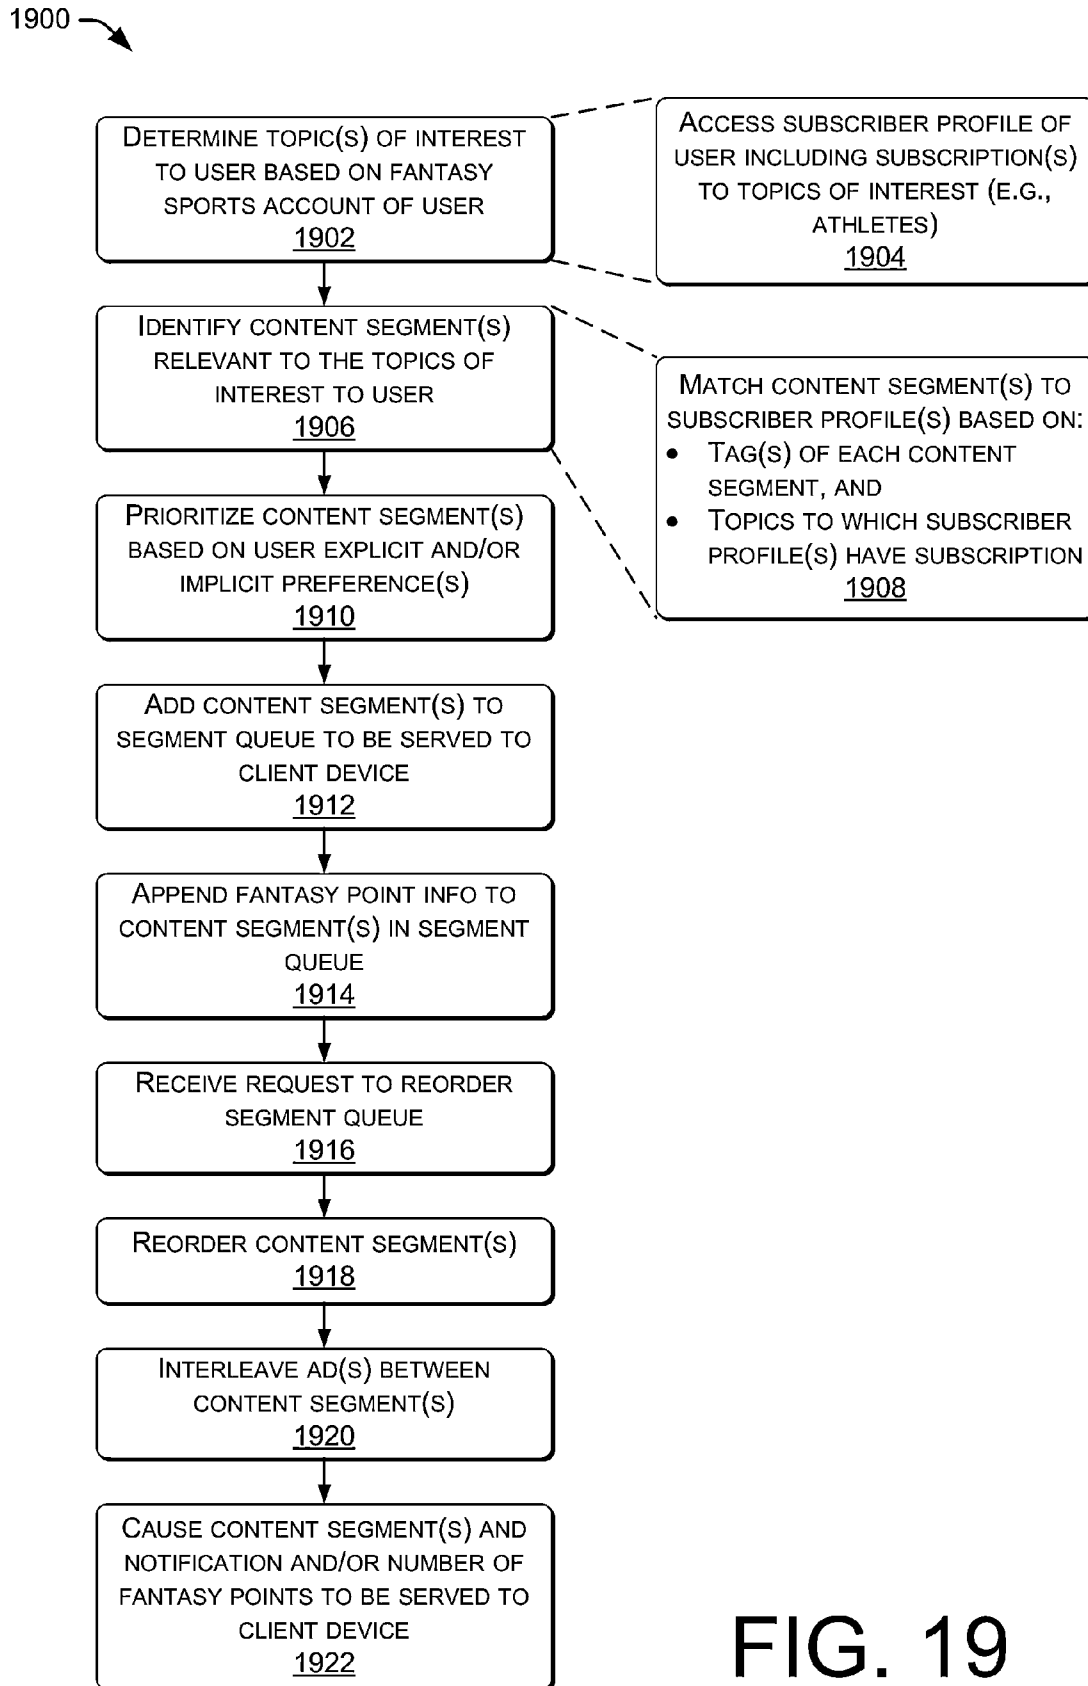 1900
DETERMINE TOPIC(S) OF INTEREST
TO USER BASED ON FANTASY
SPORTS ACCOUNT OF USER
1902
ACCESS SUBSCRIBER PROFILE OF
USER INCLUDING SUBSCRIPTION(S)
TO TOPICS OF INTEREST (E.G.,
ATHLETES)
1904
IDENTIFY CONTENT SEGMENT(S)
RELEVANT TO THE TOPICS OF
INTEREST TO USER
1906
MATCH CONTENT SEGMENT(S) TO
SUBSCRIBER PROFILE(S) BASED ON:
• TAG(S) OF EACH CONTENT
SEGMENT, AND
• TOPICS TO WHICH SUBSCRIBER
PROFILE(S) HAVE SUBSCRIPTION
1908
PRIORITIZE CONTENT SEGMENT(S)
BASED ON USER EXPLICIT AND/OR
IMPLICIT PREFERENCE(S)
1910
ADD CONTENT SEGMENT(S) TO
SEGMENT QUEUE TO BE SERVED TO
CLIENT DEVICE
1912
APPEND FANTASY POINT INFO TO
CONTENT SEGMENT(S) IN SEGMENT
QUEUE
1914
RECEIVE REQUEST TO REORDER
SEGMENT QUEUE
1916
REORDER CONTENT SEGMENT(S)
1918
INTERLEAVE AD(S) BETWEEN
CONTENT SEGMENT(S)
1920
CAUSE CONTENT SEGMENT(S) AND
NOTIFICATION AND/OR NUMBER OF
FANTASY POINTS TO BE SERVED TO
CLIENT DEVICE
1922
FIG. 19